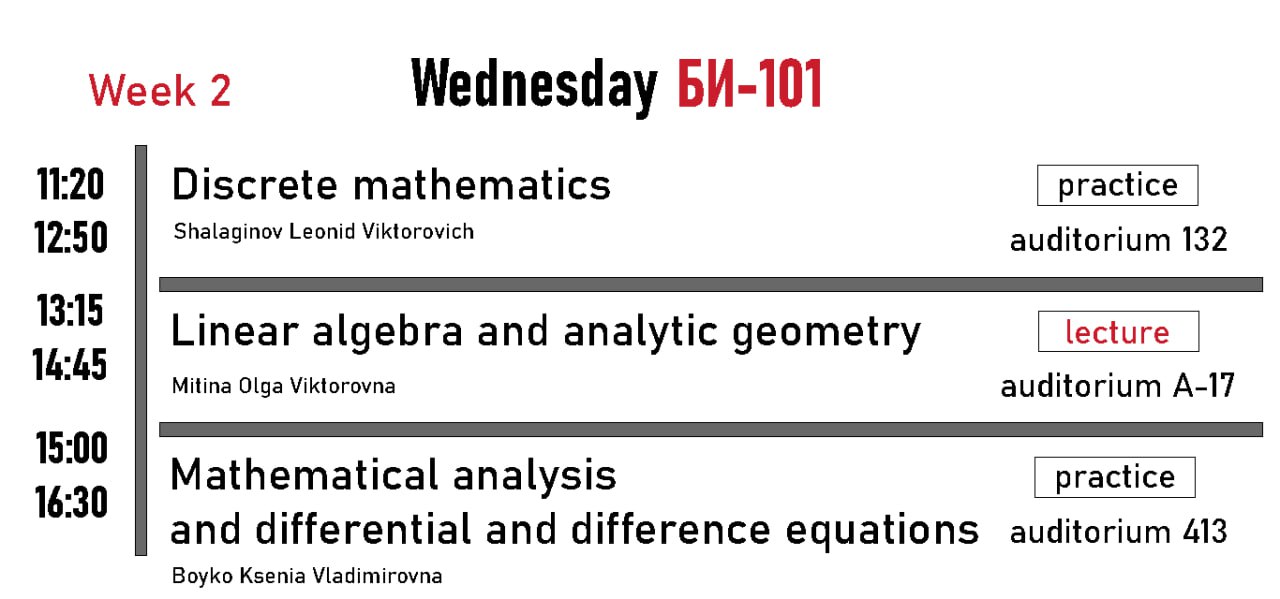 Week 2
Wednesday БИ-101
11:20
12:50
Discrete mathematics
Shalaginov Leonid Viktorovich
practice
auditorium 132
13:15
14:45
Linear algebra and analytic geometry
Mitina Olga Viktorovna
lecture
auditorium A-17
15:00
16:30
Mathematical analysis
and differential and difference equations
Boyko Ksenia Vladimirovna
practice
auditorium 413